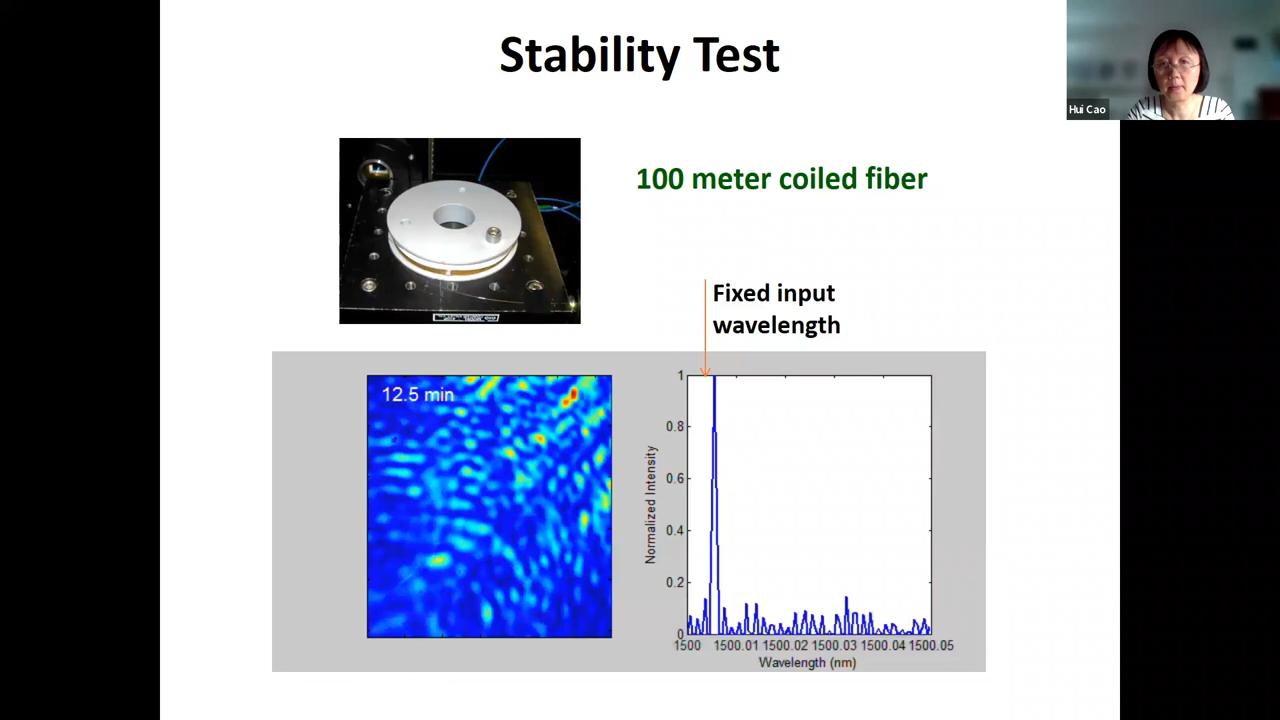 Stability Test
Hui Cao
100 meter coiled fiber
Fixed input
wavelength
12.5 min
1
0.8
0.6
0.4
0.2
0
Normalized Intensity
1500 1500.01 1500.02 1500.03 1500.04 1500.05
Wavelength (nm)